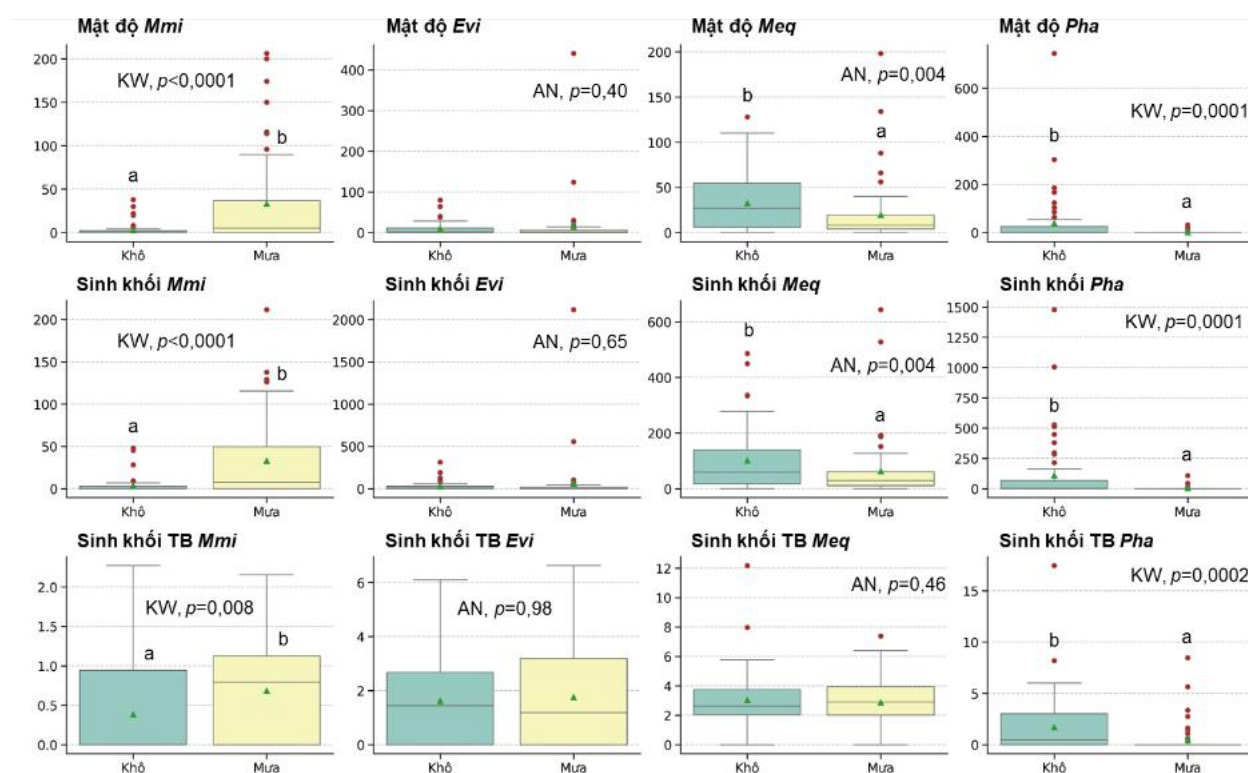 Mật độ Mmi
200
150
100
50
0
KW, p<0,0001
a
b
Khô
Mưa
Mật độ Evi
400
300
200
100
0
AN, p=0,40
Khô
Mưa
Mật độ Meq
200
150
100
50
0
AN, p=0,004
b
a
Khô
Mưa
Mật độ Pha
600
400
200
0
KW, p=0,0001
b
a
Khô
Mưa
Sinh khối Mmi
200
150
100
50
0
KW, p<0,0001
a
b
Khô
Mưa
Sinh khối Evi
2000
1500
1000
500
0
AN, p=0,65
Khô
Mưa
Sinh khối Meq
600
400
200
0
b
AN, p=0,004
a
Khô
Mưa
Sinh khối Pha
1500
1250
1000
750
500
250
0
KW, p=0,0001
b
a
Khô
Mưa
Sinh khối TB Mmi
2.0
1.5
1.0
0.5
0.0
KW, p=0,008
a
b
Khô
Mưa
Sinh khối TB Evi
6
4
2
0
AN, p=0,98
Khô
Mưa
Sinh khối TB Meq
12
10
8
6
4
2
0
AN, p=0,46
Khô
Mưa
Sinh khối TB Pha
15
10
5
0
KW, p=0,0002
b
a
Khô
Mưa